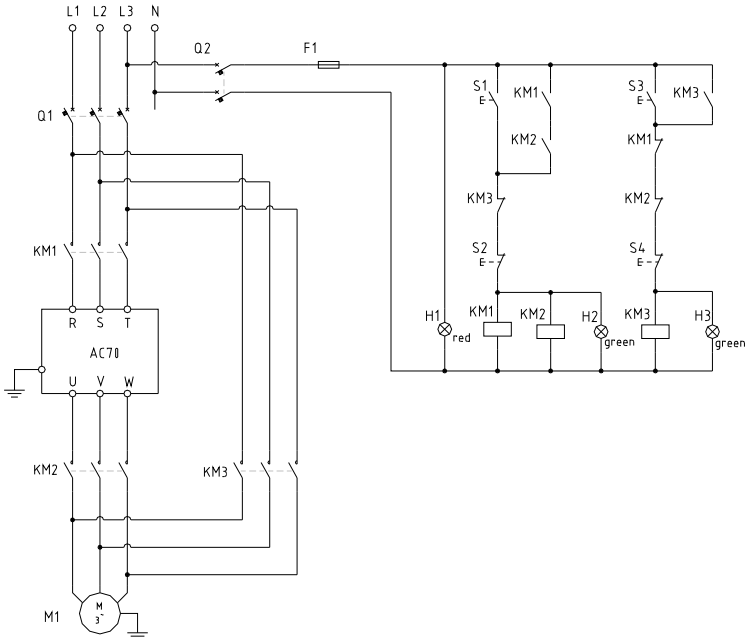 L1 L2 L3 N
Q2 F1
S1 KM1 S3 KM3
Q1
KM2 KM1
KM3 KM2
KM1 S2 S4
R S T
H1 KM1 KM2 H2 KM3 H3
red green green
AC70
U V W
KM2 KM3
M1 M
3~